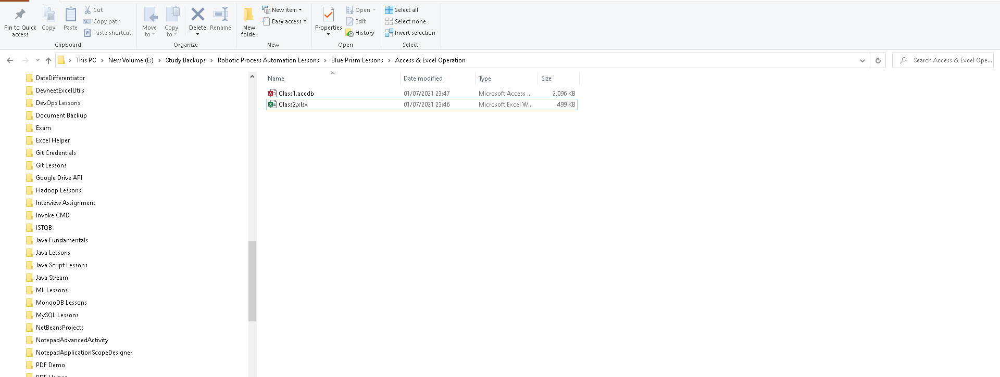 Pin to Quick access
Copy
Paste
Cut
Copy path
Paste shortcut
Clipboard
Move to
Copy to
Delete
Rename
Organize
New folder
New item
Easy access
New
Properties
Open
Edit
History
Open
Select all
Select none
Invert selection
Select
This PC > New Volume (E:) > Study Backups > Robotic Process Automation Lessons > Blue Prism Lessons > Access & Excel Operation
Search Access & Excel Ope...
DateDifferentiator
DevneetExcelUtils
DevOps Lessons
Document Backup
Exam
Excel Helper
Git Credentials
Git Lessons
Google Drive API
Hadoop Lessons
Interview Assignment
Invoke CMD
ISTQB
Java Fundamentals
Java Lessons
Java Script Lessons
Java Stream
ML Lessons
MongoDB Lessons
MySQL Lessons
NetBeansProjects
NotepadAdvancedActivity
NotepadApplicationScopeDesigner
PDF Demo
PDF Helper
Name Date modified Type Size
Class1.accdb 01/07/2021 23:47 Microsoft Access ... 2,096 KB
Class2.xlsx 01/07/2021 23:46 Microsoft Excel W... 499 KB